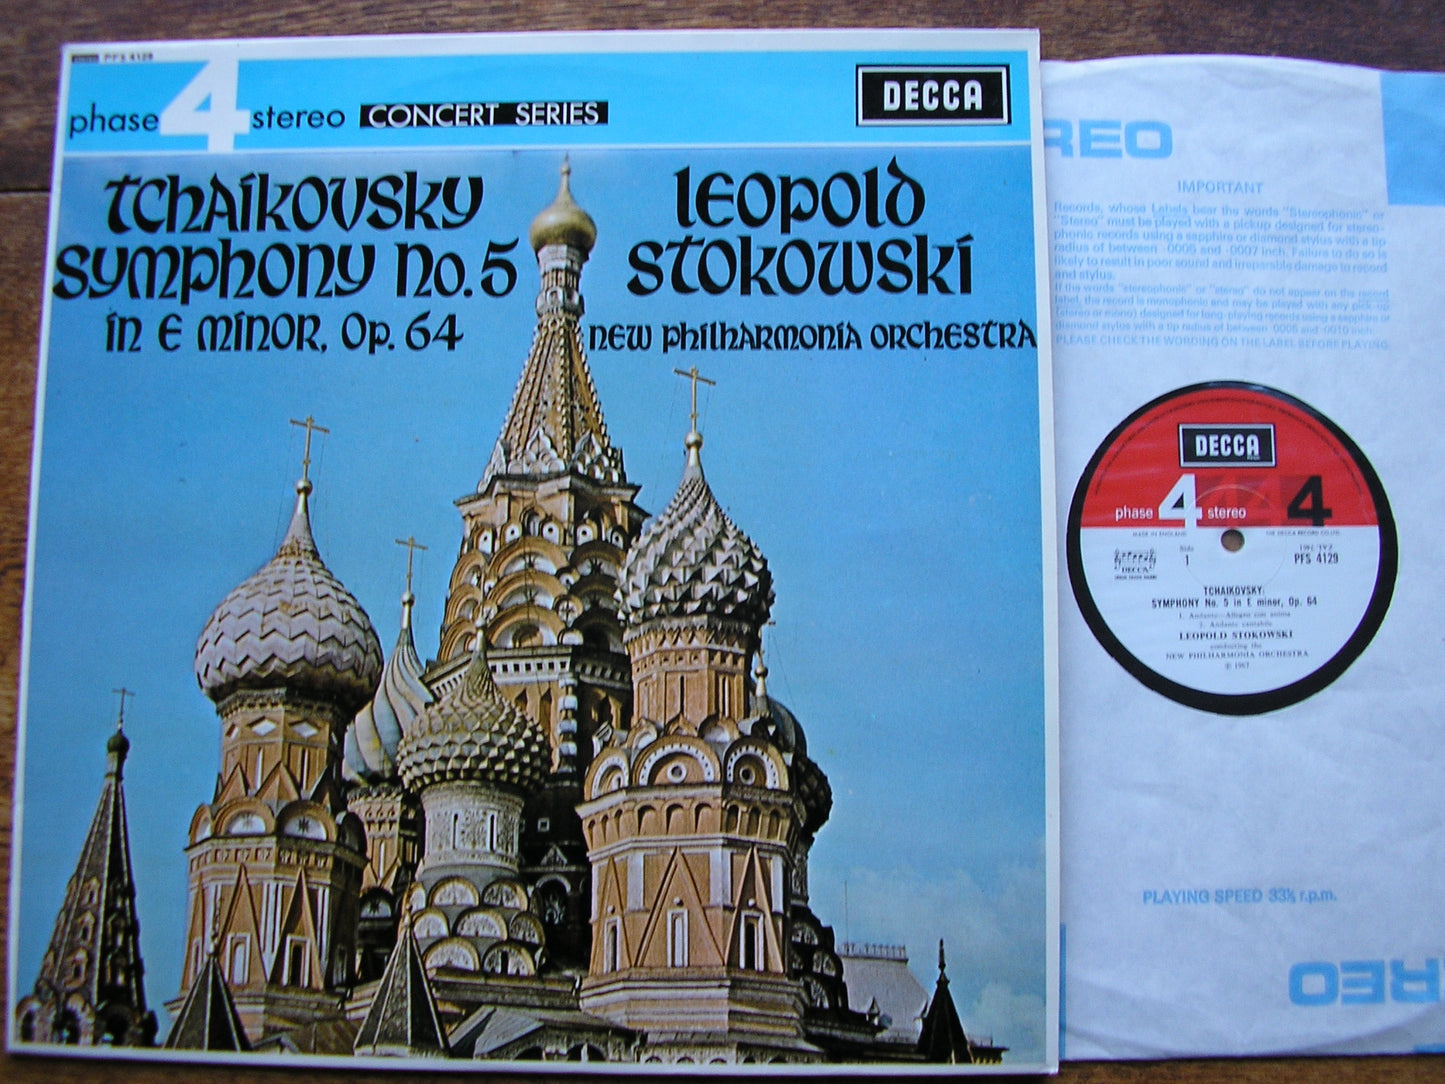 PFS 4129
phase 4 stereo CONCERT SERIES
DECCA
TCHAIKOVSKY
SYMPHONY No. 5
IN E MINOR, Op. 64
LEOPOLD
STOKOWSKI
NEW PHILHARMONIA ORCHESTRA
REO
IMPORTANT
Records, whose Labels bear the words "Stereophonic" or
"Stereo" must be played with a pickup designed for stereo-
phonic records using a sapphire or diamond stylus with a tip
radius of between ·0005 and ·0007 inch. Failure to do so is
likely to result in poor sound and irreparable damage to record
and stylus.
If the words "stereophonic" or "stereo" do not appear on the record
label, the record is monophonic and may be played with any pick-up
(stereo or mono) designed for long-playing records using a sapphire or
diamond stylus with a tip radius of between ·0005 and ·0010 inch.
PLEASE CHECK THE WORDING ON THE LABEL BEFORE PLAYING.
DECCA
phase 4 stereo
4
MADE IN ENGLAND
THE DECCA RECORD CO. LTD.
DECCA
Side
1
PFS 4129
TCHAIKOVSKY:
SYMPHONY No. 5 in E minor, Op. 64
1. Andante—Allegro con anima
2. Andante cantabile
LEOPOLD STOKOWSKI
conducting the
NEW PHILHARMONIA ORCHESTRA
℗ 1967
PLAYING SPEED 33⅓ r.p.m.
REO